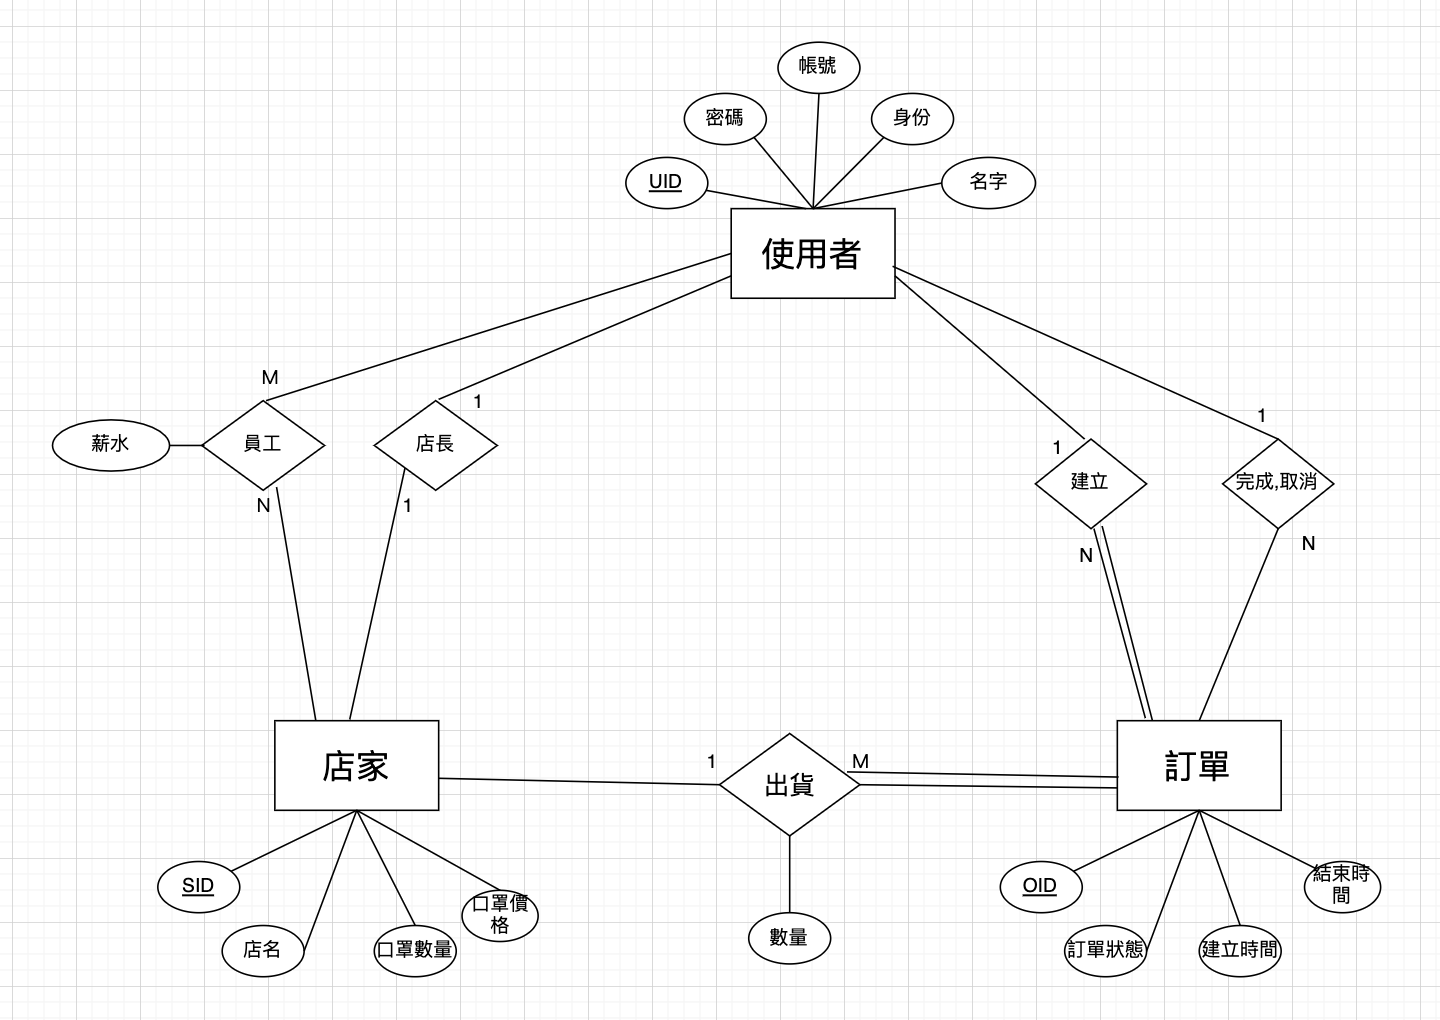 帳號
密碼
身份
UID
名字
使用者
M
1
1
薪水
員工
店長
1
建立
完成,取消
N
1
N
N
店家
訂單
1
出貨
M
SID
口罩價
格
OID
結束時
間
店名
口罩數量
數量
訂單狀態
建立時間